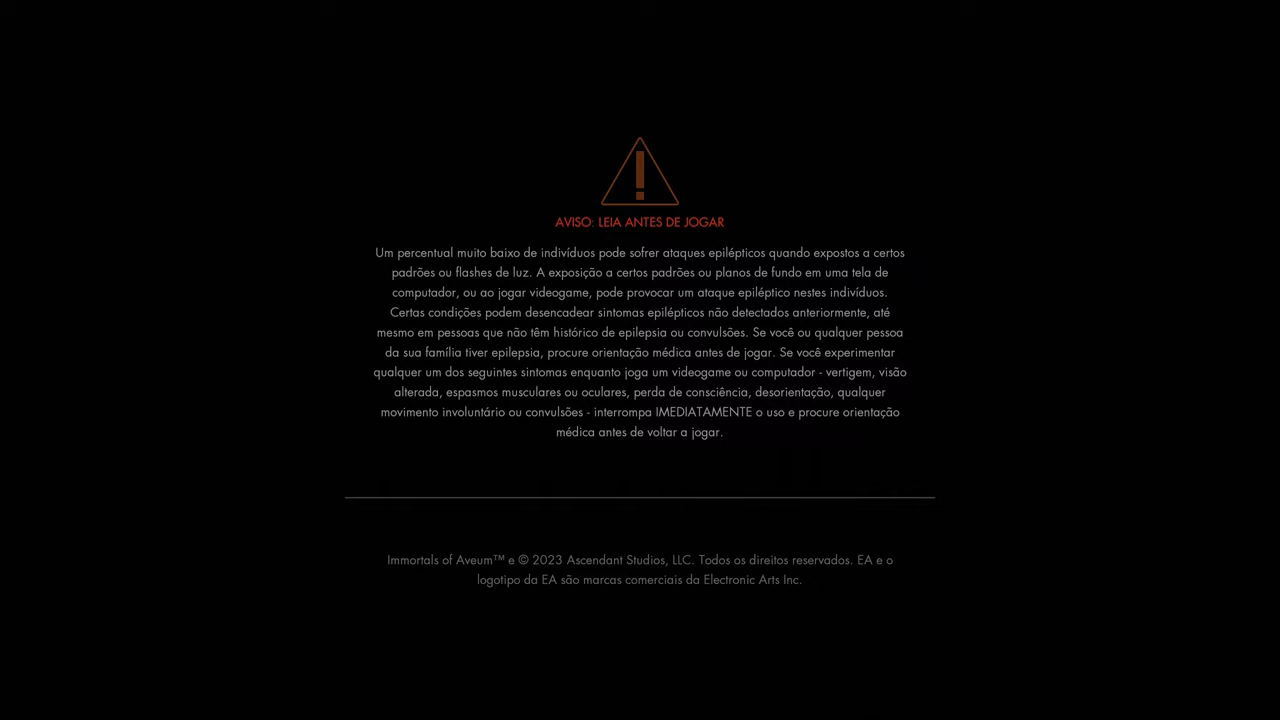 AVISO: LEIA ANTES DE JOGAR
Um percentual muito baixo de indivíduos pode sofrer ataques epilépticos quando expostos a certos
padrões ou flashes de luz. A exposição a certos padrões ou planos de fundo em uma tela de
computador, ou ao jogar videogame, pode provocar um ataque epiléptico nestes indivíduos.
Certas condições podem desencadear sintomas epilépticos não detectados anteriormente, até
mesmo em pessoas que não têm histórico de epilepsia ou convulsões. Se você ou qualquer pessoa
da sua família tiver epilepsia, procure orientação médica antes de jogar. Se você experimentar
qualquer um dos seguintes sintomas enquanto joga um videogame ou computador - vertigem, visão
alterada, espasmos musculares ou oculares, perda de consciência, desorientação, qualquer
movimento involuntário ou convulsões - interrompa IMEDIATAMENTE o uso e procure orientação
médica antes de voltar a jogar.
Immortals of Aveum™ e © 2023 Ascendant Studios, LLC. Todos os direitos reservados. EA e o
logotipo da EA são marcas comerciais da Electronic Arts Inc.